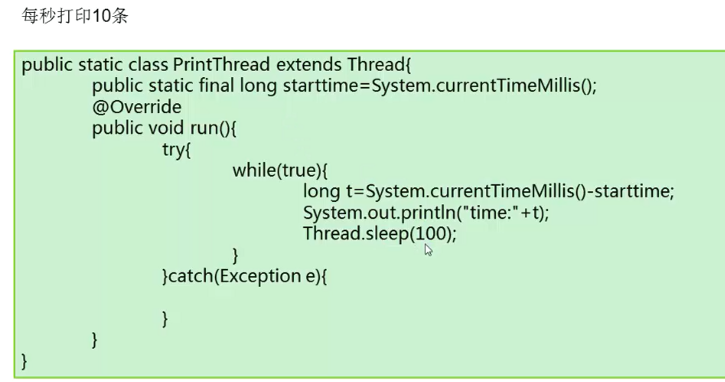 每秒打印10条
public static class PrintThread extends Thread{
public static final long starttime=System.currentTimeMillis();
@Override
public void run(){
try{
while(true){
long t=System.currentTimeMillis()-starttime;
System.out.println("time:"+t);
Thread.sleep(100);
}
}catch(Exception e){
}
}
}